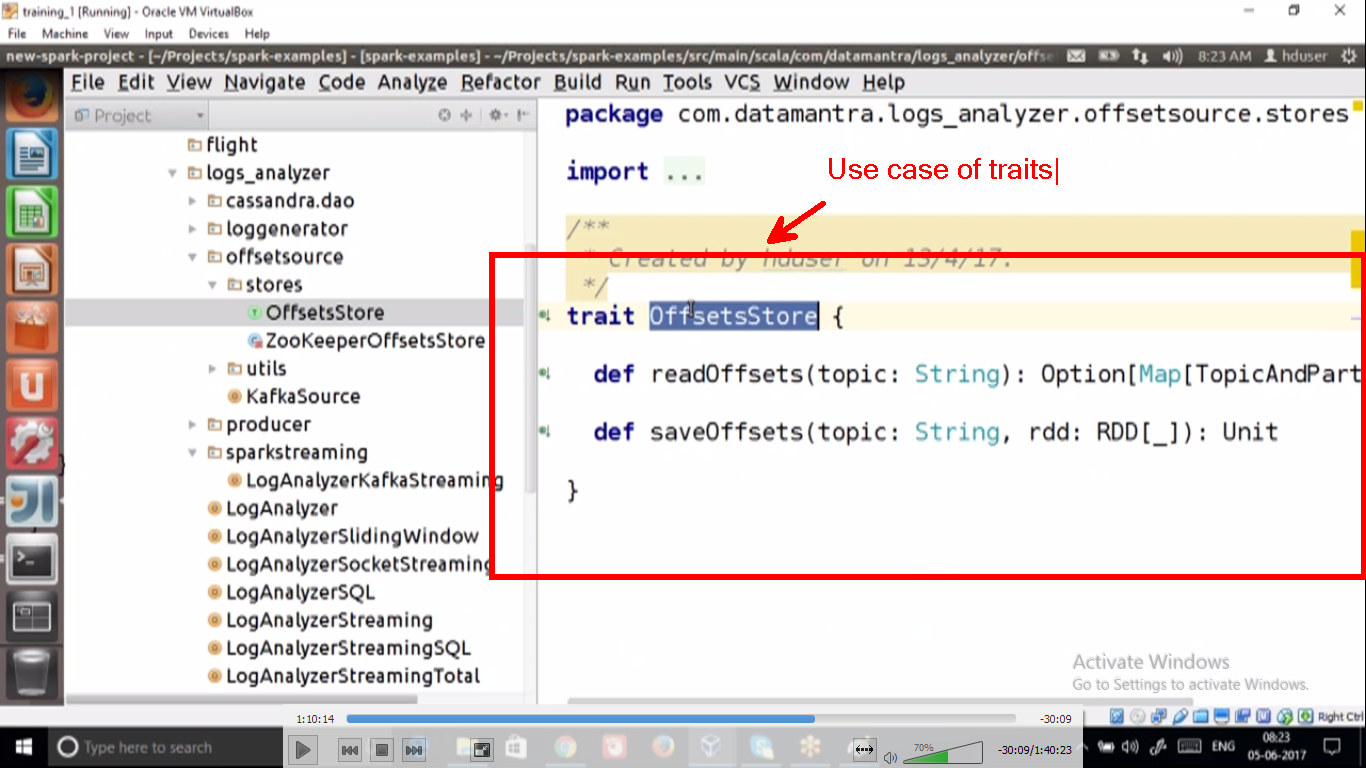 training_1 [Running] - Oracle VM VirtualBox
File Machine View Input Devices Help
new-spark-project - [~/Projects/spark-examples] - [spark-examples] - ~/Projects/spark-examples/src/main/scala/com/datamantra/logs_analyzer/offse
8:23 AM hduser
File Edit View Navigate Code Analyze Refactor Build Run Tools VCS Window Help
Project
flight
logs_analyzer
cassandra.dao
loggenerator
offsetsource
stores
OffsetsStore
ZooKeeperOffsetsStore
utils
KafkaSource
producer
sparkstreaming
LogAnalyzerKafkaStreaming
LogAnalyzer
LogAnalyzerSlidingWindow
LogAnalyzerSocketStreaming
LogAnalyzerSQL
LogAnalyzerStreaming
LogAnalyzerStreamingSQL
LogAnalyzerStreamingTotal
package com.datamantra.logs_analyzer.offsetsource.stores
import ...
Use case of traits
/**
* Created by hduser on 13/4/17.
*/
trait OffsetsStore {
def readOffsets(topic: String): Option[Map[TopicAndPart
def saveOffsets(topic: String, rdd: RDD[_]): Unit
}
Activate Windows
Go to Settings to activate Windows.
Right Ctrl
1:10:14 -30:09
Type here to search
70%
-30:09/1:40:23
ENG
08:23
05-06-2017